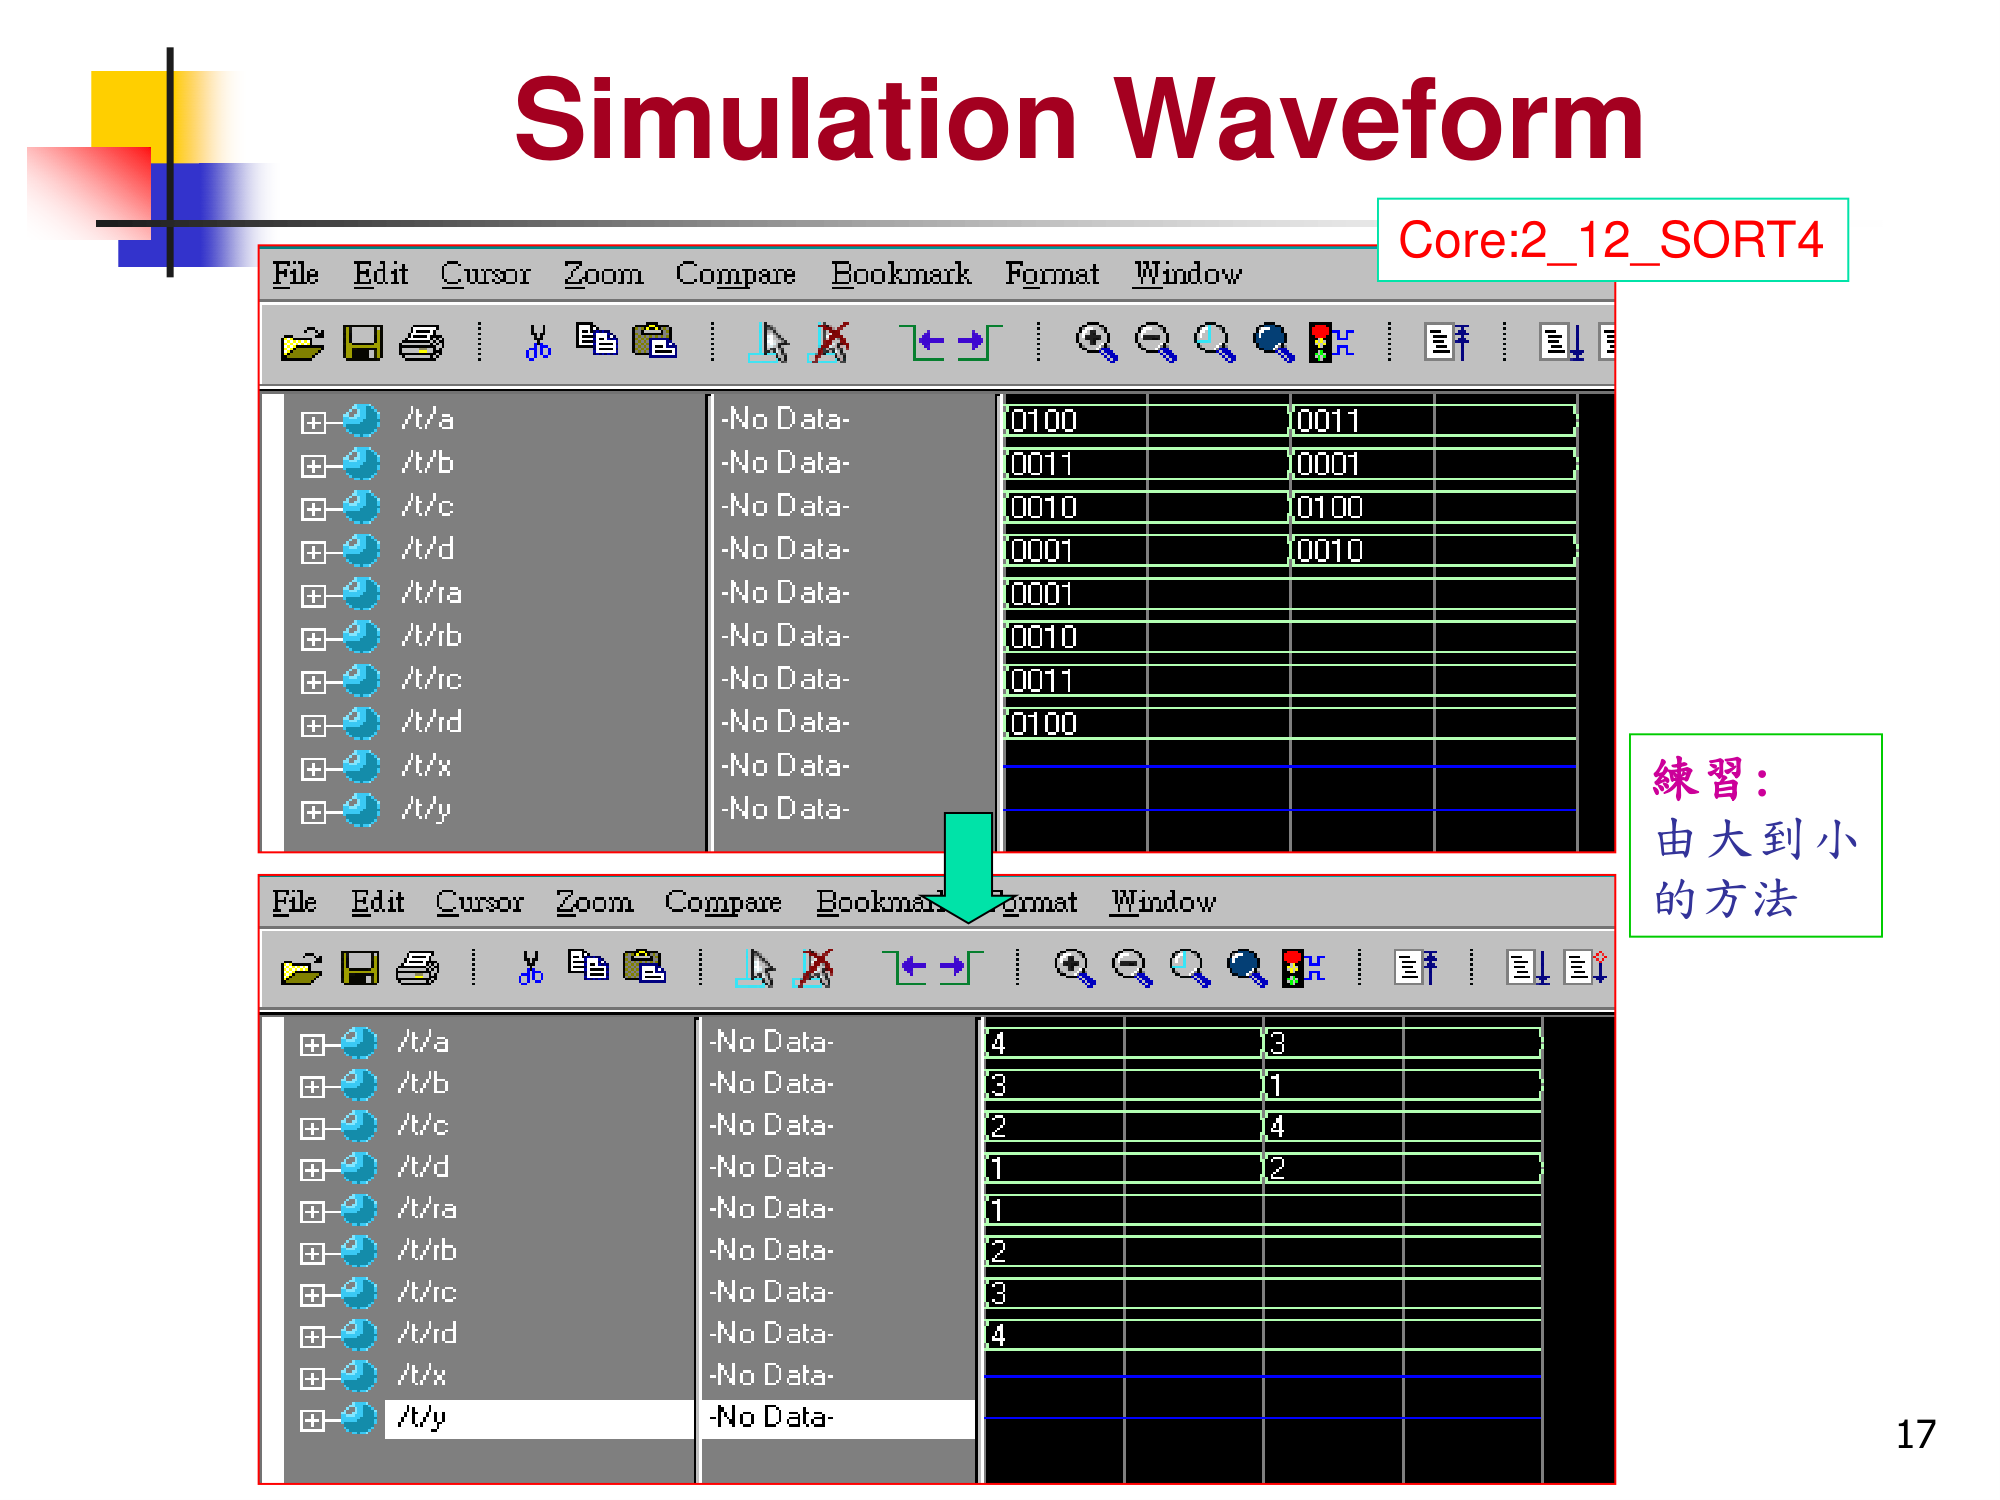 Simulation Waveform
Core:2_12_SORT4
File Edit Cursor Zoom Compare Bookmark Format Window
/t/a -No Data- 0100 0011
/t/b -No Data- 0011 0001
/t/c -No Data- 0010 0100
/t/d -No Data- 0001 0010
/t/ra -No Data- 0001
/t/rb -No Data- 0010
/t/rc -No Data- 0011
/t/rd -No Data- 0100
/t/x -No Data-
/t/y -No Data-
練習:
由大到小
的方法
File Edit Cursor Zoom Compare Bookmark Format Window
/t/a -No Data- 4 3
/t/b -No Data- 3 1
/t/c -No Data- 2 4
/t/d -No Data- 1 2
/t/ra -No Data- 1
/t/rb -No Data- 2
/t/rc -No Data- 3
/t/rd -No Data- 4
/t/x -No Data-
/t/y -No Data-
17